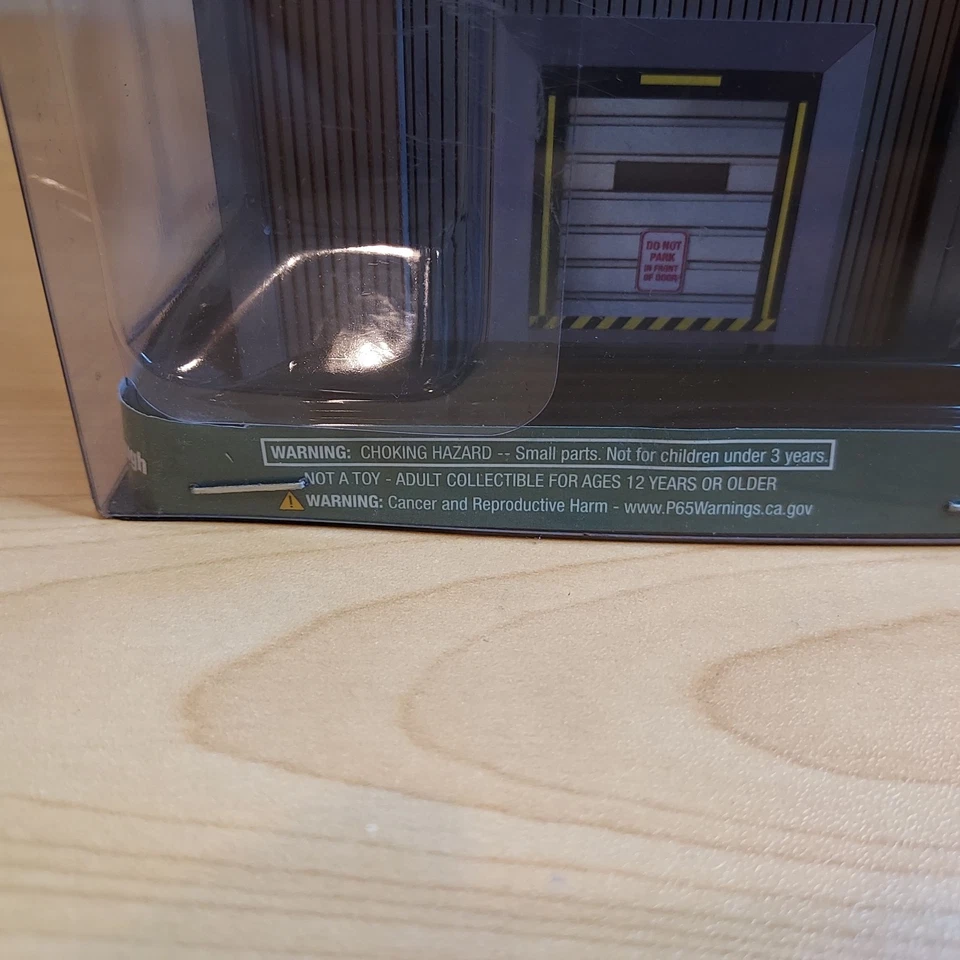 DO NOT
PARK
IN FRONT
OF DOOR
WARNING: CHOKING HAZARD -- Small parts. Not for children under 3 years.
NOT A TOY - ADULT COLLECTIBLE FOR AGES 12 YEARS OR OLDER
WARNING: Cancer and Reproductive Harm - www.P65Warnings.ca.gov